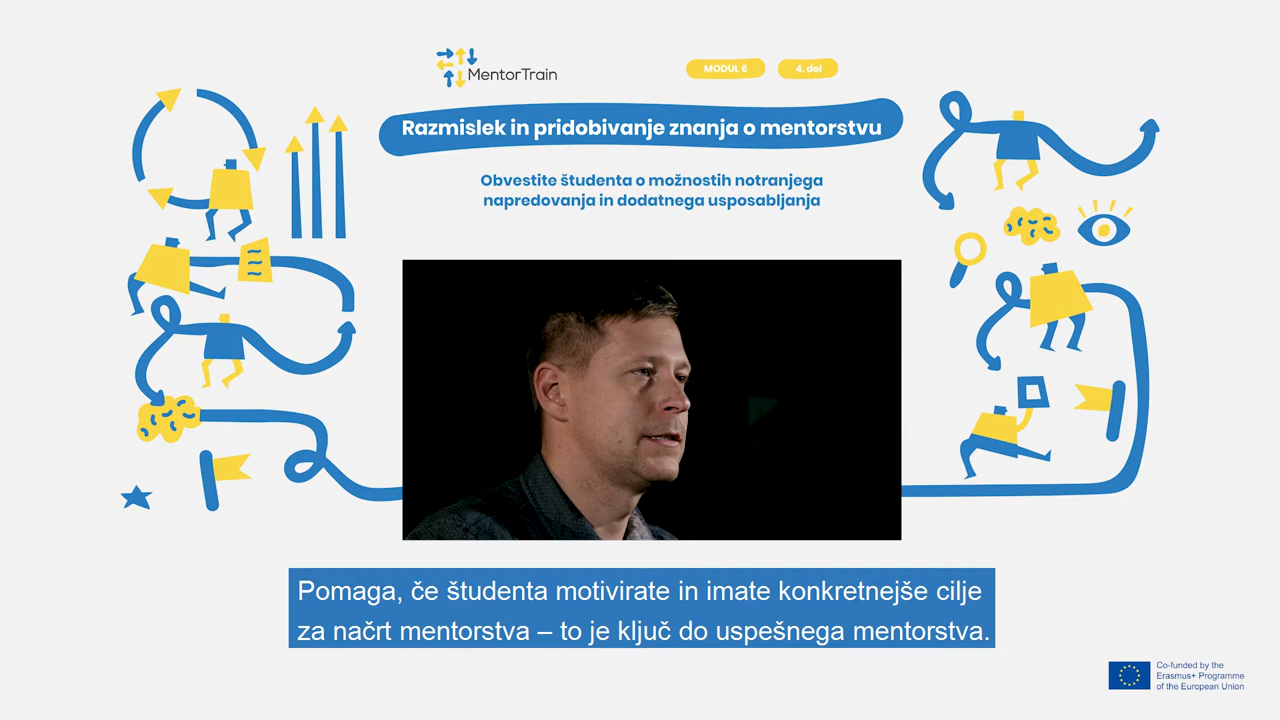 MentorTrain
MODUL 6
4. del
Razmislek in pridobivanje znanja o mentorstvu
Obvestite študenta o možnostih notranjega
napredovanja in dodatnega usposabljanja
Pomaga, če študenta motivirate in imate konkretnejše cilje
za načrt mentorstva – to je ključ do uspešnega mentorstva.
Co-funded by the
Erasmus+ Programme
of the European Union